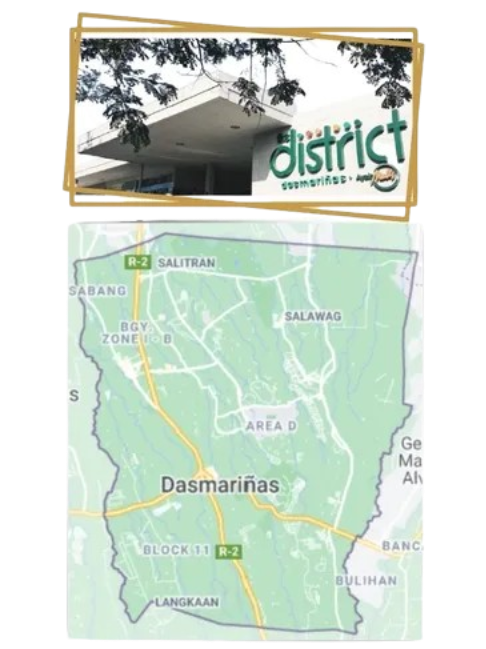 the
district
dasmariñas • Ayala
R-2
SALITRAN
SABANG
SALAWAG
BGY.
ZONE I - B
S
AREA D
Ge
Ma
Alv
Dasmariñas
BLOCK 11
R-2
BANC
BULIHAN
LANGKAAN